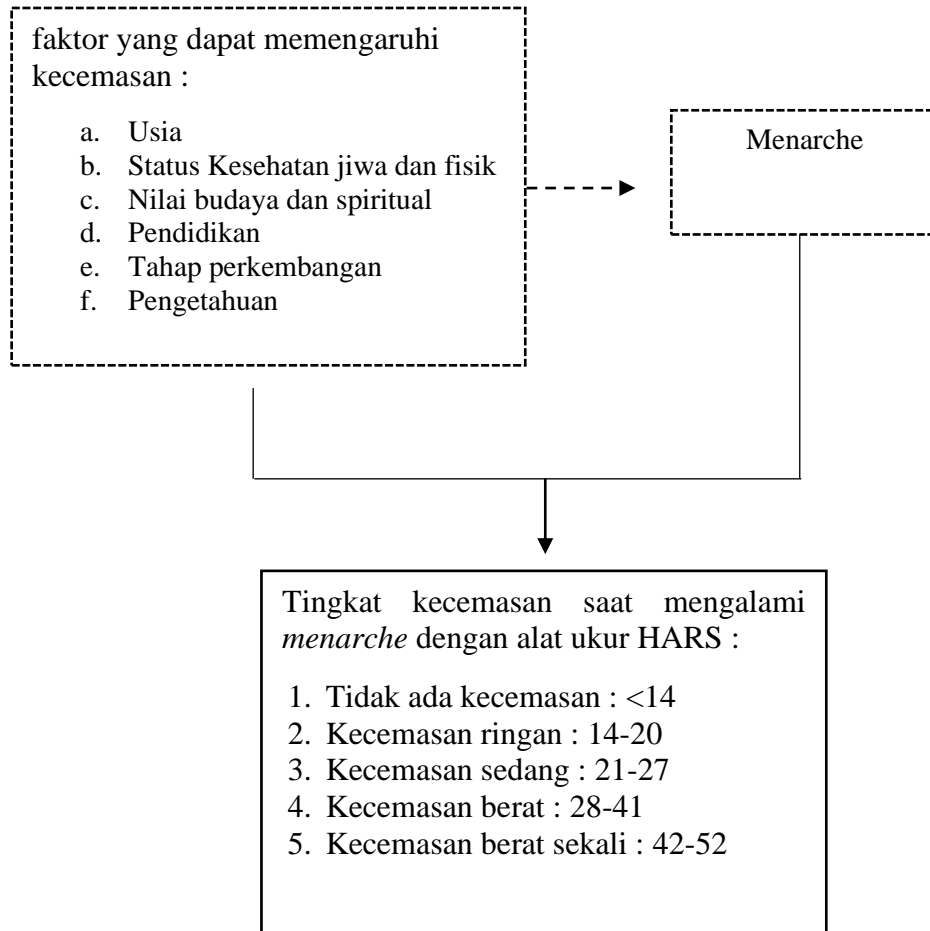 faktor yang dapat memengaruhi
kecemasan :
a. Usia
b. Status Kesehatan jiwa dan fisik
c. Nilai budaya dan spiritual
d. Pendidikan
e. Tahap perkembangan
f. Pengetahuan
Menarche
Tingkat kecemasan saat mengalami
menarche dengan alat ukur HARS :
1. Tidak ada kecemasan : <14
2. Kecemasan ringan : 14-20
3. Kecemasan sedang : 21-27
4. Kecemasan berat : 28-41
5. Kecemasan berat sekali : 42-52